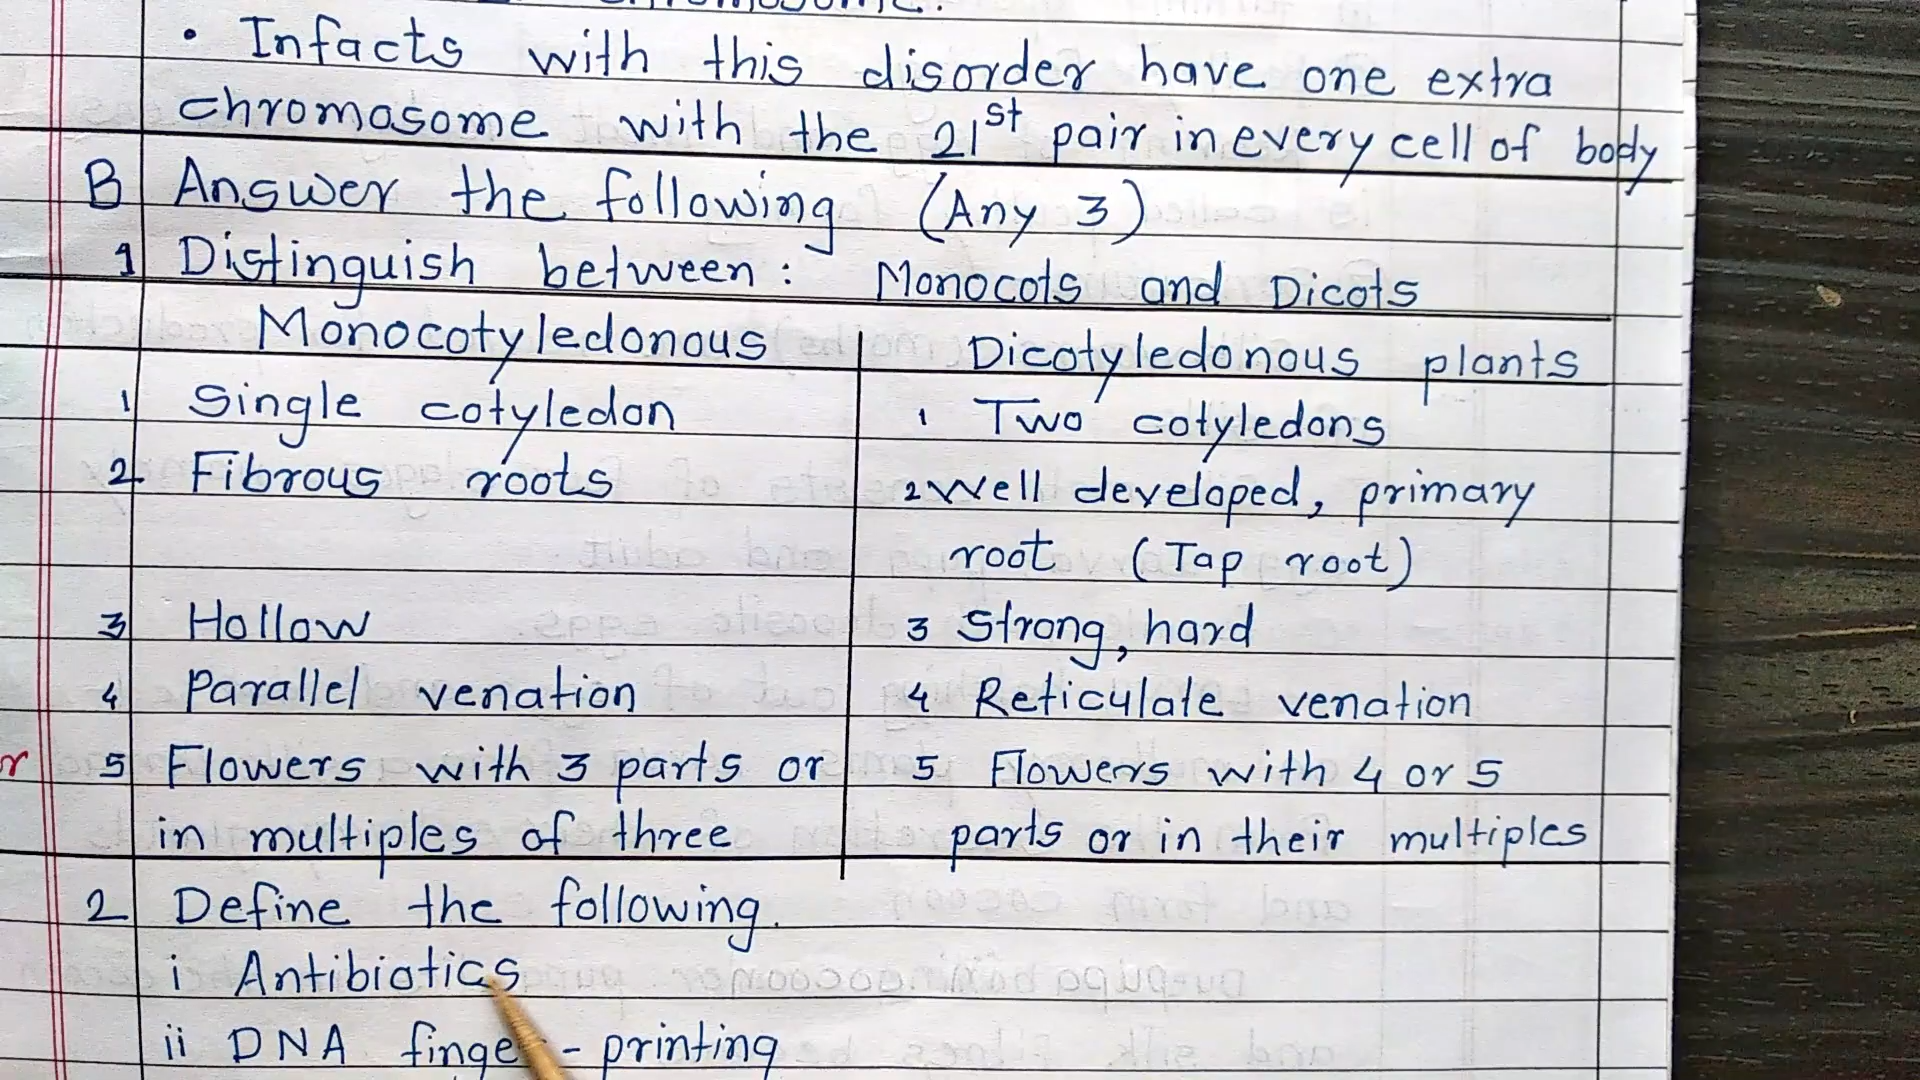 • Infacts with this disorder have one extra
chromasome with the 21st pair in every cell of body
B Answer the following (Any 3)
1 Distinguish between: Monocots and Dicots
Monocotyledonous Dicotyledonous plants
1 Single cotyledon 1 Two cotyledons
2 Fibrous roots 2 Well developed, primary
root (Tap root)
3 Hollow 3 Strong, hard
4 Parallel venation 4 Reticulate venation
5 Flowers with 3 parts or 5 Flowers with 4 or 5
in multiples of three parts or in their multiples
2 Define the following.
i Antibiotics
ii DNA finge - printing